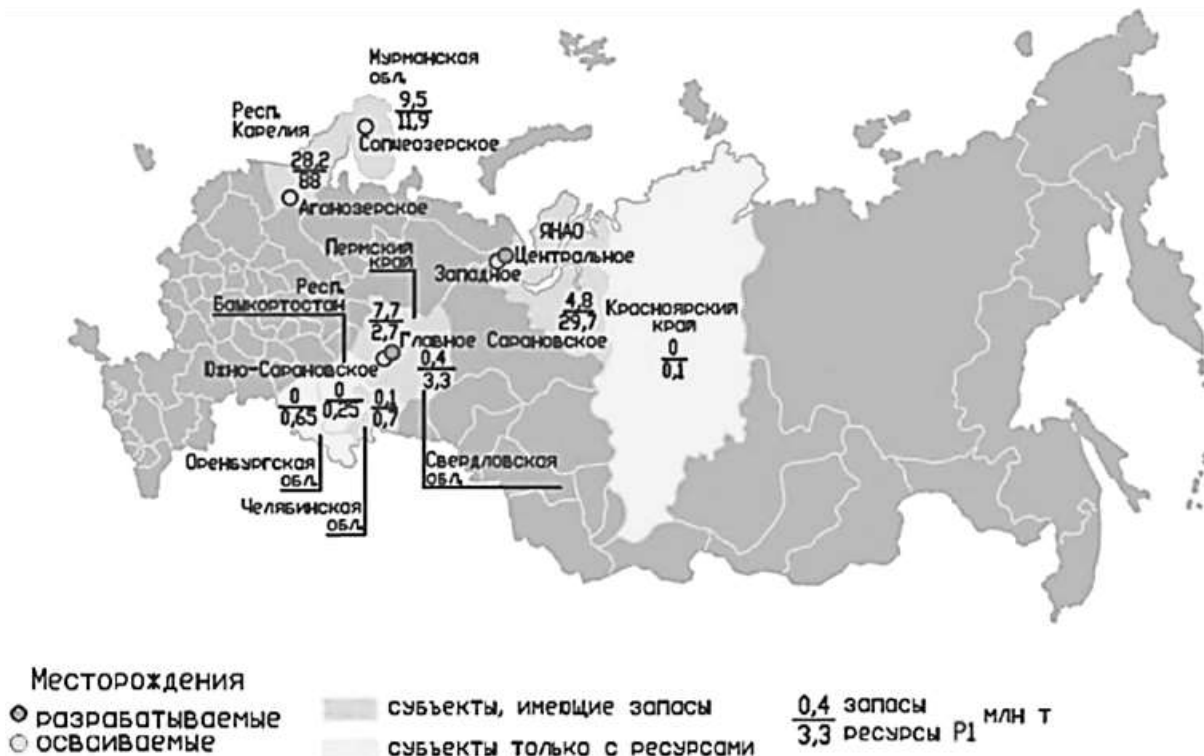 Мурманская
обл.
9,5
11,9
Сопчеозерское
Респ.
Карелия
28,2
88
Аганозерское
ЯНАО
Центральное
Западное
Пермский
край
Респ.
Башкортостан
7,7
2,7
4,8
29,7
Красноярский
край
0
0,1
Главное Сарановское
Южно-Сарановское
0,4
3,3
0
0,65
0
0,25
0,1
0,7
Оренбургская
обл.
Свердловская
обл.
Челябинская
обл.
Месторождения
разрабатываемые
осваиваемые
субъекты, имеющие запасы
субъекты только с ресурсами
0,4 запасы
3,3 ресурсы Р1
млн т